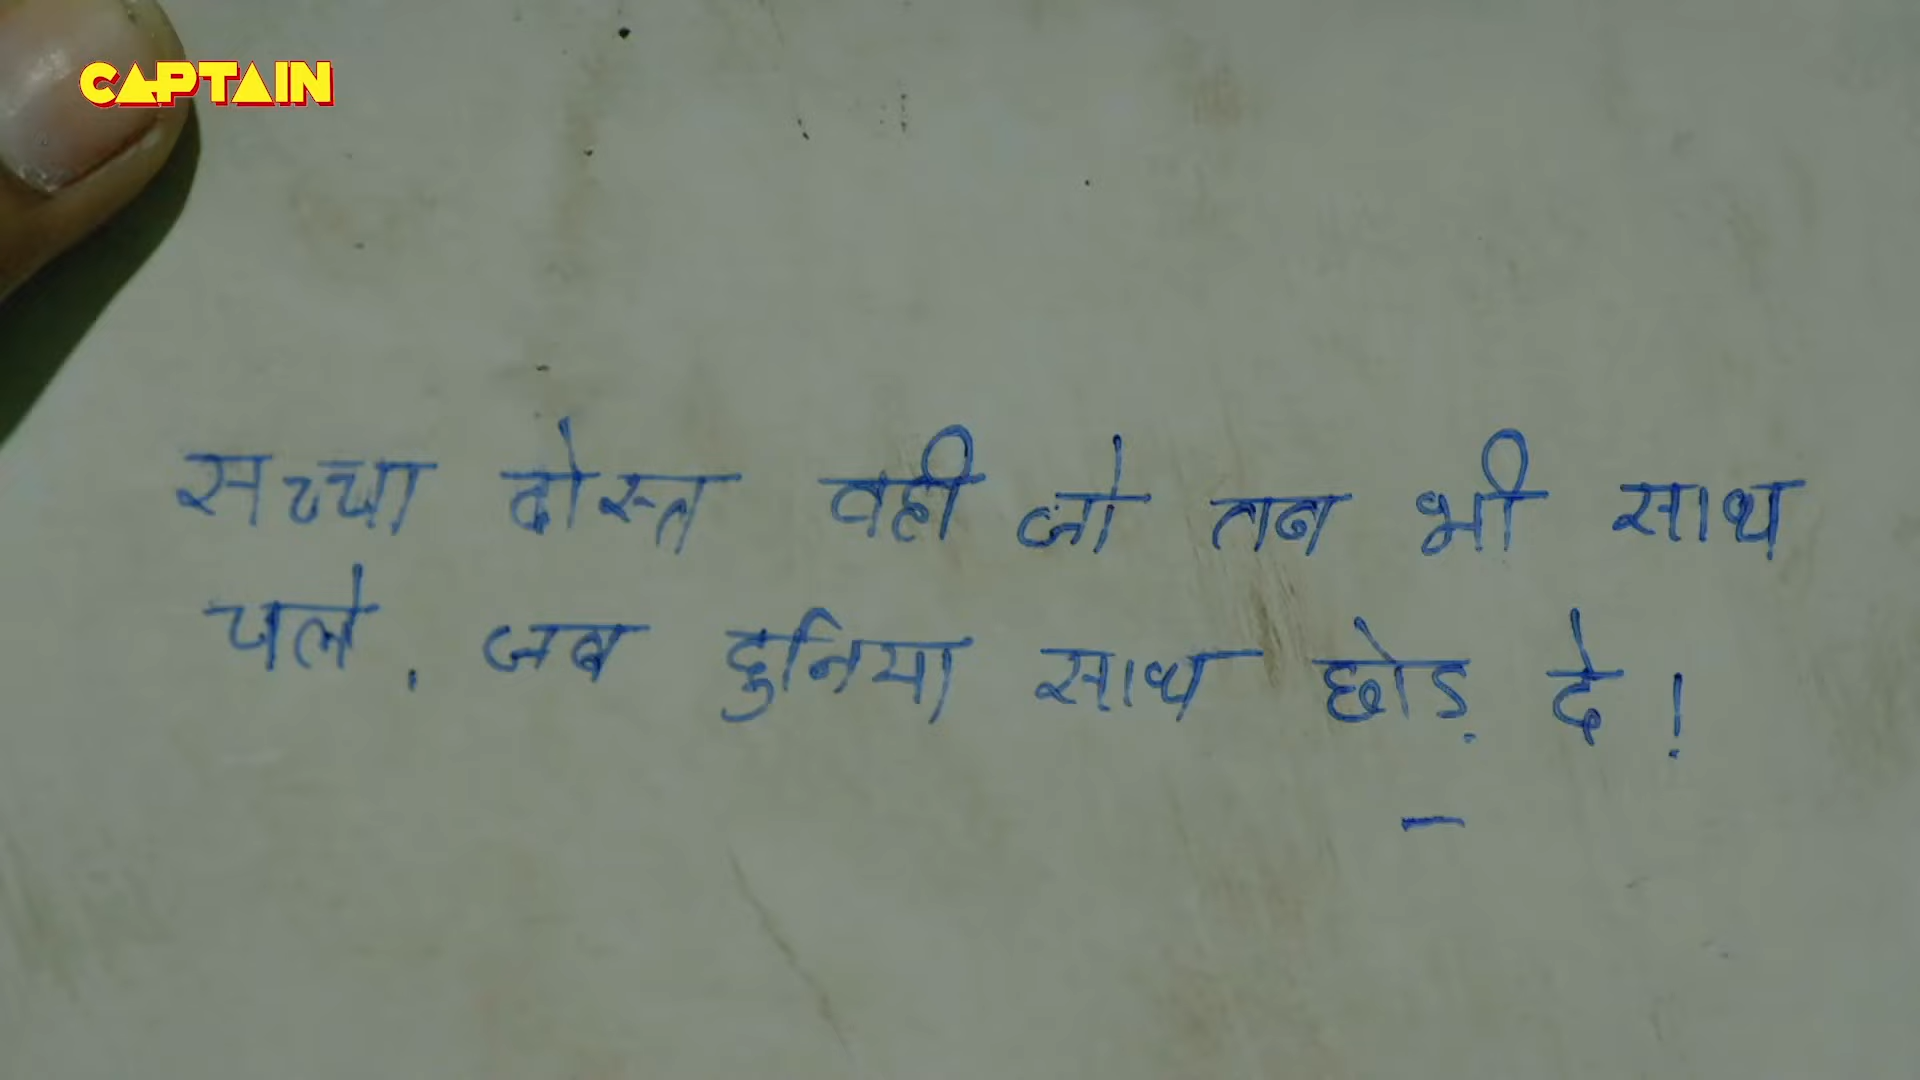 CAPTAIN
सच्चा दोस्त वही जो तब भी साथ
चले, जब दुनिया साथ छोड़ दे!